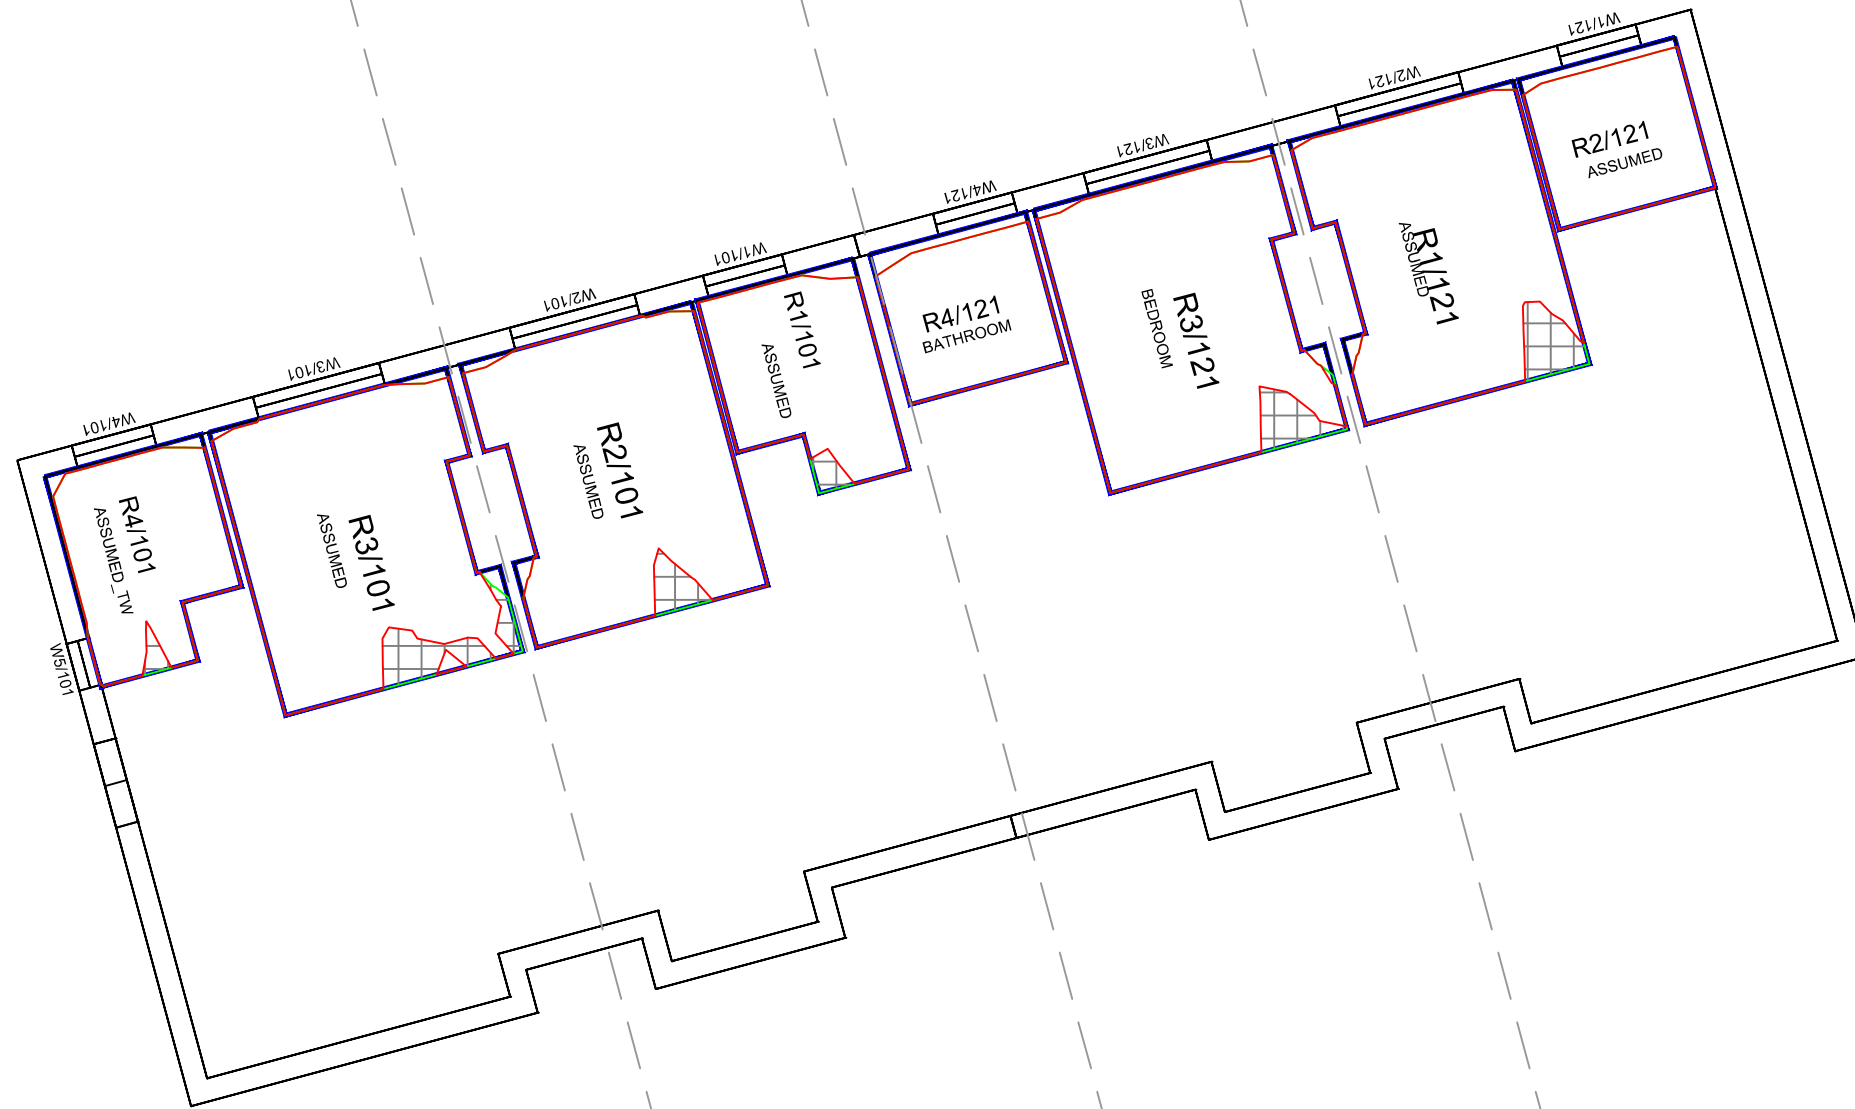 W1/121
W2/121
W3/121
W4/121
W1/101
W2/101
W3/101
W4/101
W5/101
R2/121
ASSUMED
R1/121
ASSUMED
R3/121
BEDROOM
R4/121
BATHROOM
R1/101
ASSUMED
R2/101
ASSUMED
R3/101
ASSUMED
R4/101
ASSUMED_TW